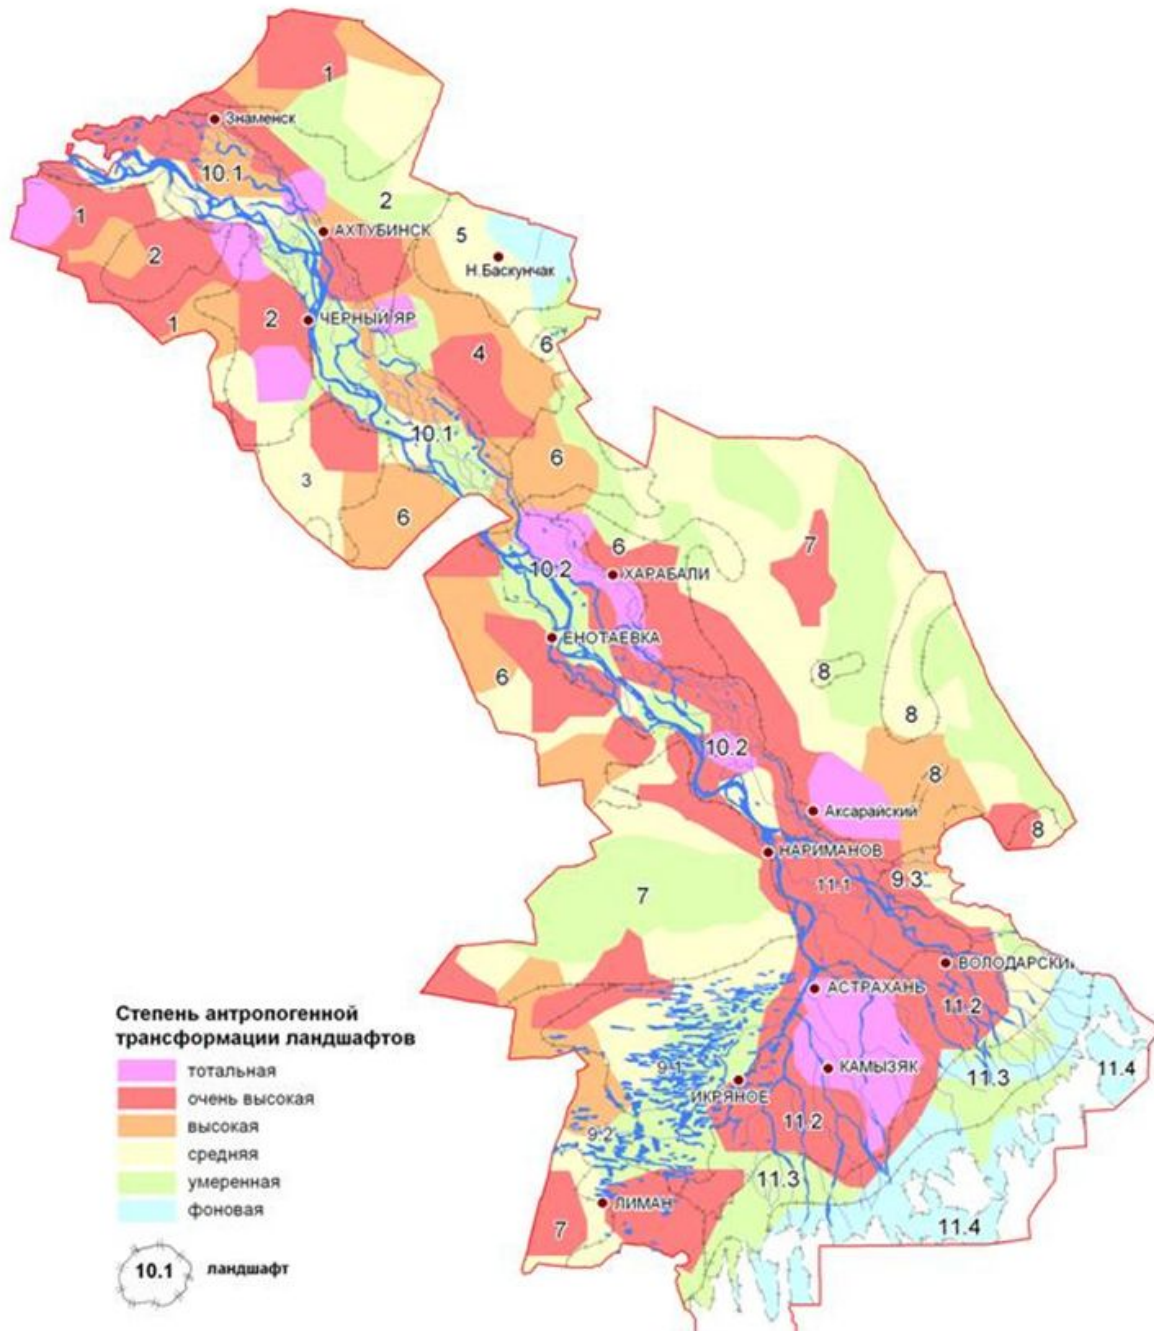 1
Знаменск
10.1
2
1
5
АХТУБИНСК
2
Н.Баскунчак
1
2
ЧЕРНЫЙ ЯР
6
4
10.1
6
3
6
7
6
10.2
ХАРАБАЛИ
ЕНОТАЕВКА
8
6
8
10.2
8
Аксарайский
8
НАРИМАНОВ
11.1
9.3
7
ВОЛОДАРСКИ
АСТРАХАНЬ
11.2
Степень антропогенной
трансформации ландшафтов
тотальная
очень высокая
высокая
средняя
умеренная
фоновая
10.1
ландшафт
9.1
КАМЫЗЯК
11.3
11.4
ИКРЯНОЕ
11.2
9.2
11.3
ЛИМАН
7
11.4